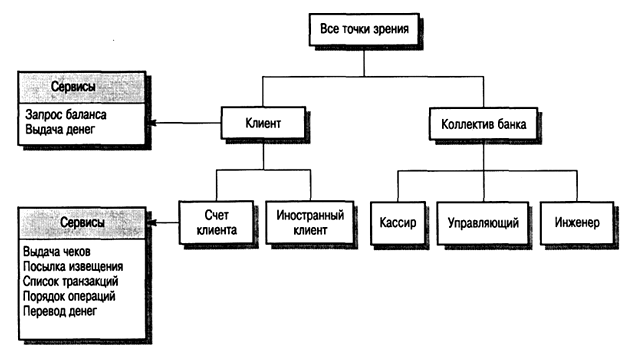 Все точки зрения
Сервисы
Запрос баланса
Выдача денег
Клиент
Коллектив банка
Сервисы
Выдача чеков
Посылка извещения
Список транзакций
Порядок операций
Перевод денег
Счет
клиента
Иностранный
клиент
Кассир
Управляющий
Инженер